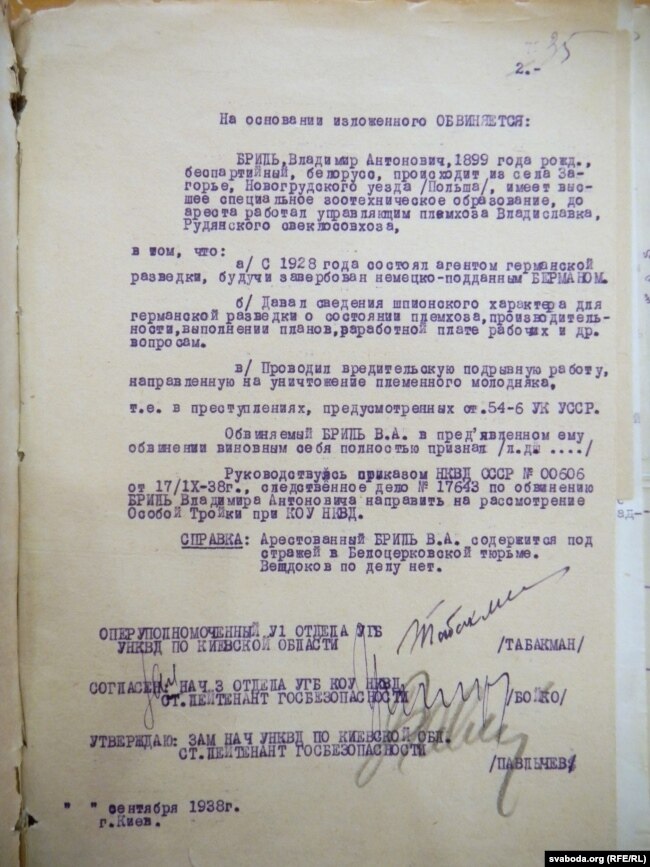 35
2.-
На основании изложенного ОБВИНЯЕТСЯ:
БРИЛЬ,Владимир Антонович,1899 года рожд.,
беспартийный, белорусс, происходит из села За-
горье, Новогрудского уезда /Польша/, имеет выс-
шее специальное зоотехническое образование, до
ареста работал управляющим племхоза Владиславка,
Рудянского свеклосовхоза,
в том, что:
а/ С 1928 года состоял агентом германской
разведки, будучи завербован немецко-подданным БЕРМАНОМ.
б/ Давал сведения шпионского характера для
германской разведки о состоянии племхоза,производитель-
ности,выполнении планов,заработной плате рабочих и др.
вопросам.
в/ Проводил вредительскую подрывную работу,
направленную на уничтожение племенного молодняка,
т.е. в преступлениях, предусмотренных ст.54-6 УК УССР.
Обвиняемый БРИЛЬ В.А. в пред'явленном ему
обвинении виновным себя полностью признал /л.дш ..../
Руководствуясь приказом НКВД СССР № 00606
от 17/IX-38г., следственное дело № 17643 по обвинению
БРИЛЬ Владимира Антоновича направить на рассмотрение
Особой Тройки при КОУ НКВД.
СПРАВКА: Арестованный БРИЛЬ В.А. содержится под
стражей в Белоцерковской тюрьме.
Вещдоков по делу нет.
ОПЕРУПОЛНОМОЧЕННЫЙ У1 ОТДЕЛА УГБ
УНКВД ПО КИЕВСКОЙ ОБЛАСТИ /ТАБАКМАН/
СОГЛАСЕН: НАЧ 3 ОТДЕЛА УГБ КОУ НКВД
СТ.ЛЕЙТЕНАНТ ГОСБЕЗОПАСНОСТИ /БОЙКО/
УТВЕРЖДАЮ: ЗАМ НАЧ УНКВД ПО КИЕВСКОЙ ОБЛ.
СТ.ЛЕЙТЕНАНТ ГОСБЕЗОПАСНОСТИ
/ПАВЛЫЧЕВ/
" " сентября 1938г.
г.Киев.
svaboda.org (RFE/RL)